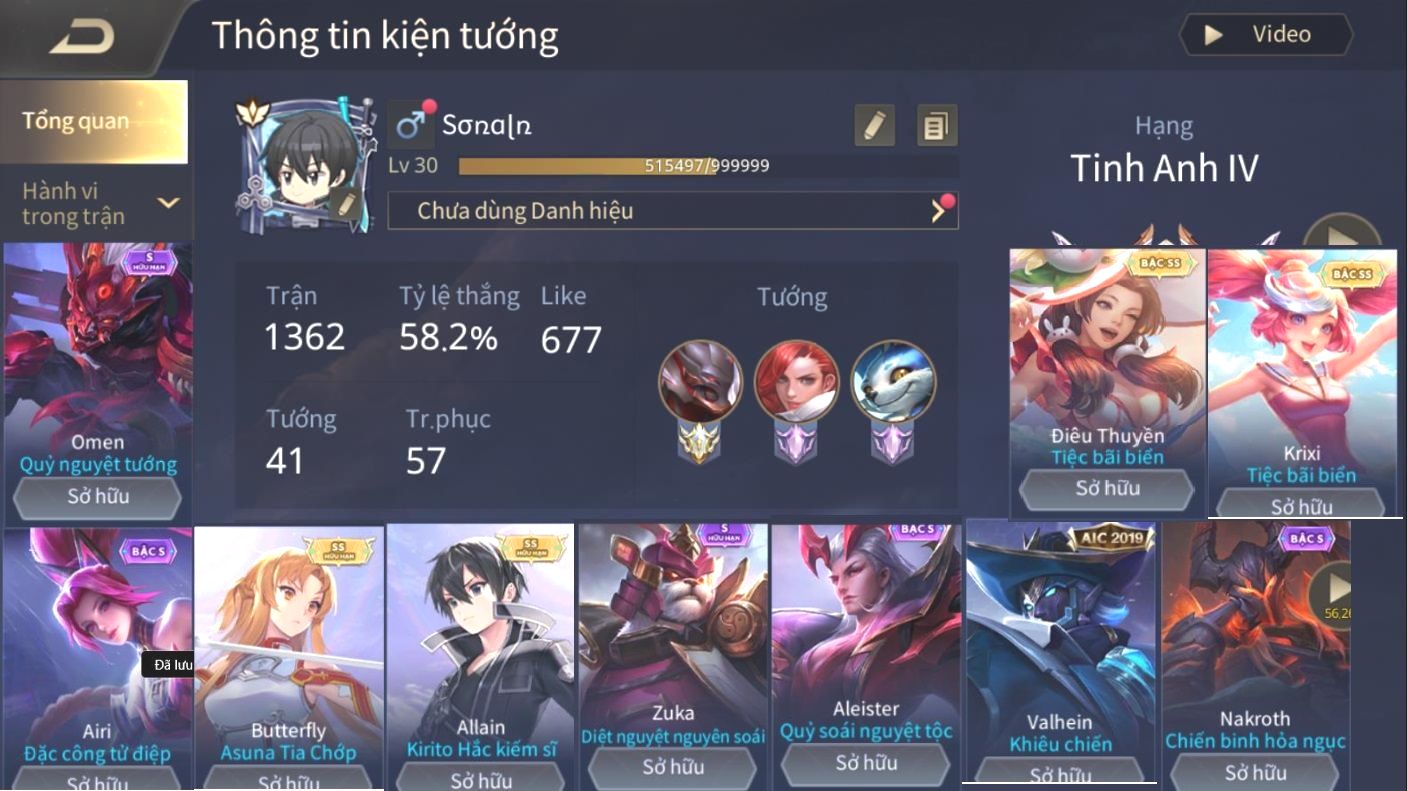 Thông tin kiện tướng
Video
Tổng quan
Hành vi
trong trận
Sơnaln
Lv 30
515497/999999
Chưa dùng Danh hiệu
Hạng
Tinh Anh IV
Trận
1362
Tỷ lệ thắng
58.2%
Like
677
Tướng
41
Tr.phục
57
Tướng
S
HỮU HẠN
Omen
Quỷ nguyệt tướng
Sở hữu
BẬC SS
Điêu Thuyền
Tiệc bãi biển
Sở hữu
BẬC SS
Krixi
Tiệc bãi biển
Sở hữu
BẬC S
Đã lưu
Airi
Đặc công tử điệp
Sở hữu
SS
HỮU HẠN
Butterfly
Asuna Tia Chớp
Sở hữu
SS
HỮU HẠN
Allain
Kirito Hắc kiếm sĩ
Sở hữu
S
HỮU HẠN
Zuka
Diệt nguyệt nguyên soái
Sở hữu
BẬC S
Aleister
Quỷ soái nguyệt tộc
Sở hữu
AIC 2019
Valhein
Khiêu chiến
Sở hữu
BẬC S
56.26
Nakroth
Chiến binh hỏa ngục
Sở hữu